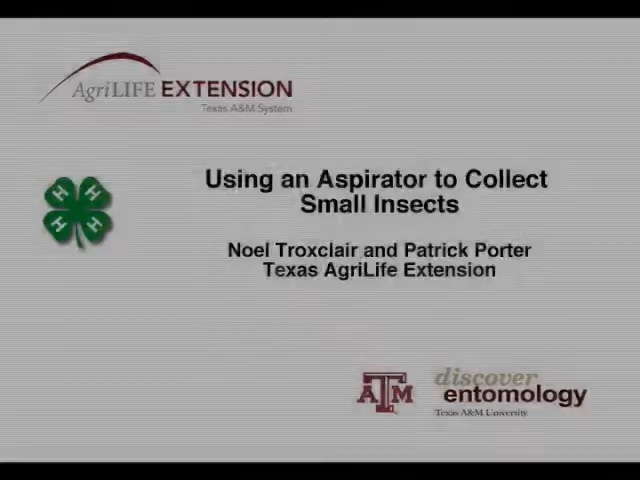 AgriLIFE EXTENSION
Texas A&M System
Using an Aspirator to Collect
Small Insects
H H
H H
Noel Troxclair and Patrick Porter
Texas AgriLife Extension
ATM
discover
entomology
Texas A&M University